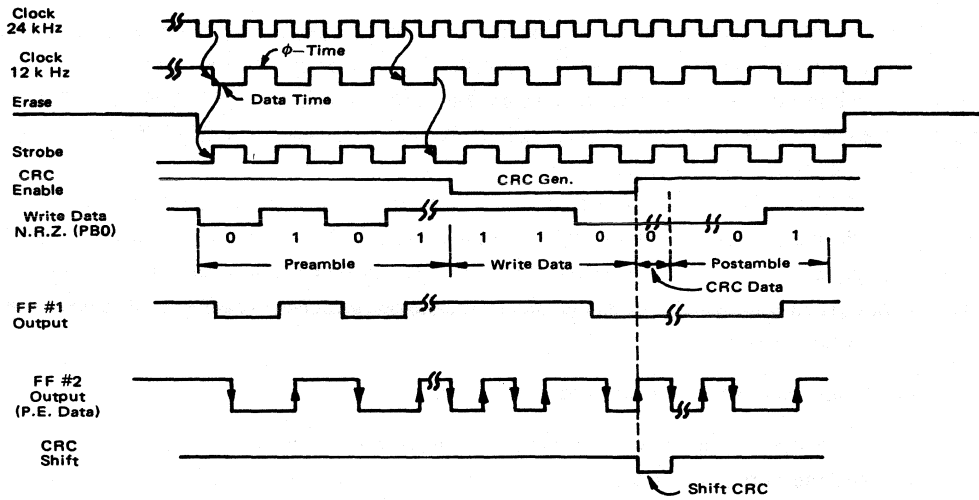 Clock
24 kHz
Clock
12 k Hz
ϕ–Time
Data Time
Erase
Strobe
CRC
Enable
CRC Gen.
Write Data
N.R.Z. (PB0)
0 1 0 1 1 1 0 0 0 1
Preamble Write Data Postamble
CRC Data
FF #1
Output
FF #2
Output
(P.E. Data)
CRC
Shift
Shift CRC